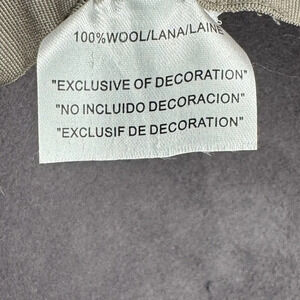 100%WOOL/LANA/LAINE
"EXCLUSIVE OF DECORATION"
"NO INCLUIDO DECORACION"
"EXCLUSIF DE DECORATION"